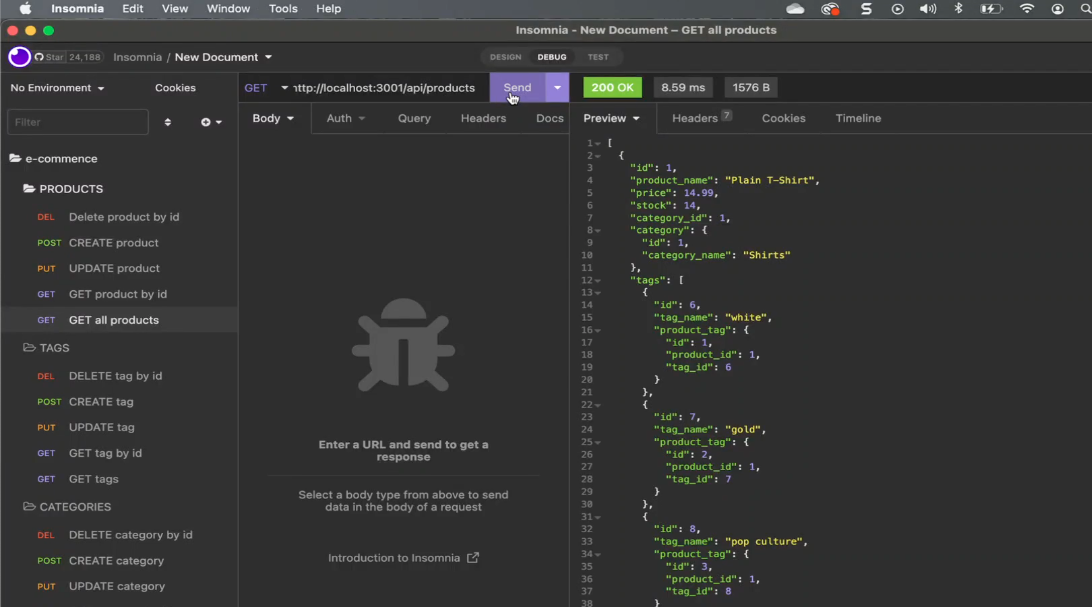 Insomnia Edit View Window Tools Help
Insomnia - New Document – GET all products
Star 24,188 Insomnia / New Document DESIGN DEBUG TEST
No Environment Cookies
GET http://localhost:3001/api/products Send 200 OK 8.59 ms 1576 B
Filter
Body Auth Query Headers Docs
Preview Headers 7 Cookies Timeline
e-commence
PRODUCTS
DEL Delete product by id
POST CREATE product
PUT UPDATE product
GET GET product by id
GET GET all products
TAGS
DEL DELETE tag by id
POST CREATE tag
PUT UPDATE tag
GET GET tag by id
GET GET tags
CATEGORIES
DEL DELETE category by id
POST CREATE category
PUT UPDATE category
Enter a URL and send to get a
response
Select a body type from above to send
data in the body of a request
Introduction to Insomnia
1 [
2 {
3 "id": 1,
4 "product_name": "Plain T-Shirt",
5 "price": 14.99,
6 "stock": 14,
7 "category_id": 1,
8 "category": {
9 "id": 1,
10 "category_name": "Shirts"
11 },
12 "tags": [
13 {
14 "id": 6,
15 "tag_name": "white",
16 "product_tag": {
17 "id": 1,
18 "product_id": 1,
19 "tag_id": 6
20 }
21 },
22 {
23 "id": 7,
24 "tag_name": "gold",
25 "product_tag": {
26 "id": 2,
27 "product_id": 1,
28 "tag_id": 7
29 }
30 },
31 {
32 "id": 8,
33 "tag_name": "pop culture",
34 "product_tag": {
35 "id": 3,
36 "product_id": 1,
37 "tag_id": 8
38 }